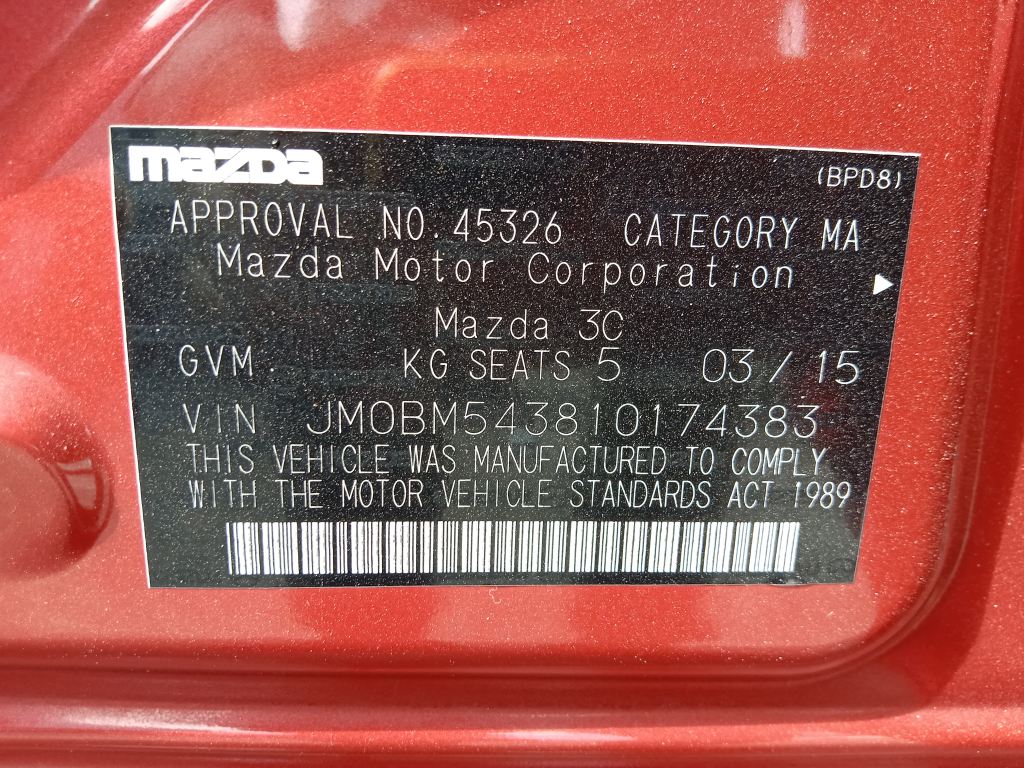 mazda (BPD8)
APPROVAL NO. 45326 CATEGORY MA
Mazda Motor Corporation
Mazda 3C
GVM KG SEATS 5 03 / 15
VIN JM0BM543810174383
THIS VEHICLE WAS MANUFACTURED TO COMPLY
WITH THE MOTOR VEHICLE STANDARDS ACT 1989